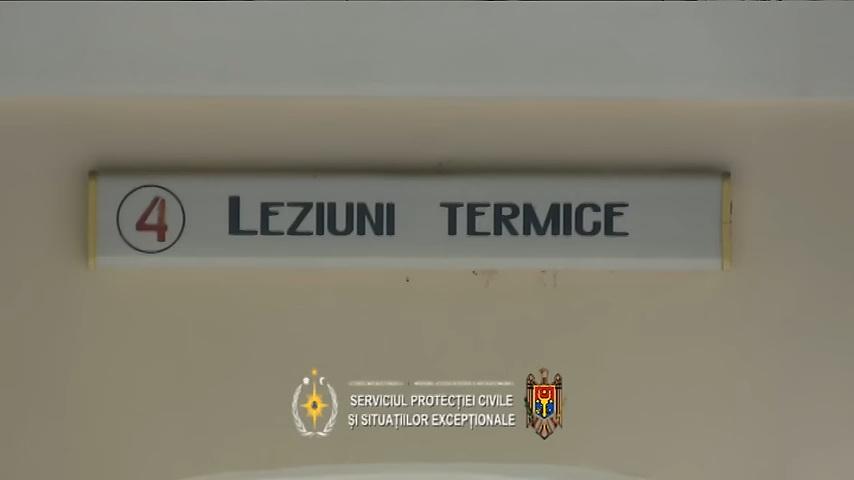 4 LEZIUNI TERMICE
SERVICIUL PROTECȚIEI CIVILE
ȘI SITUAȚIILOR EXCEPȚIONALE